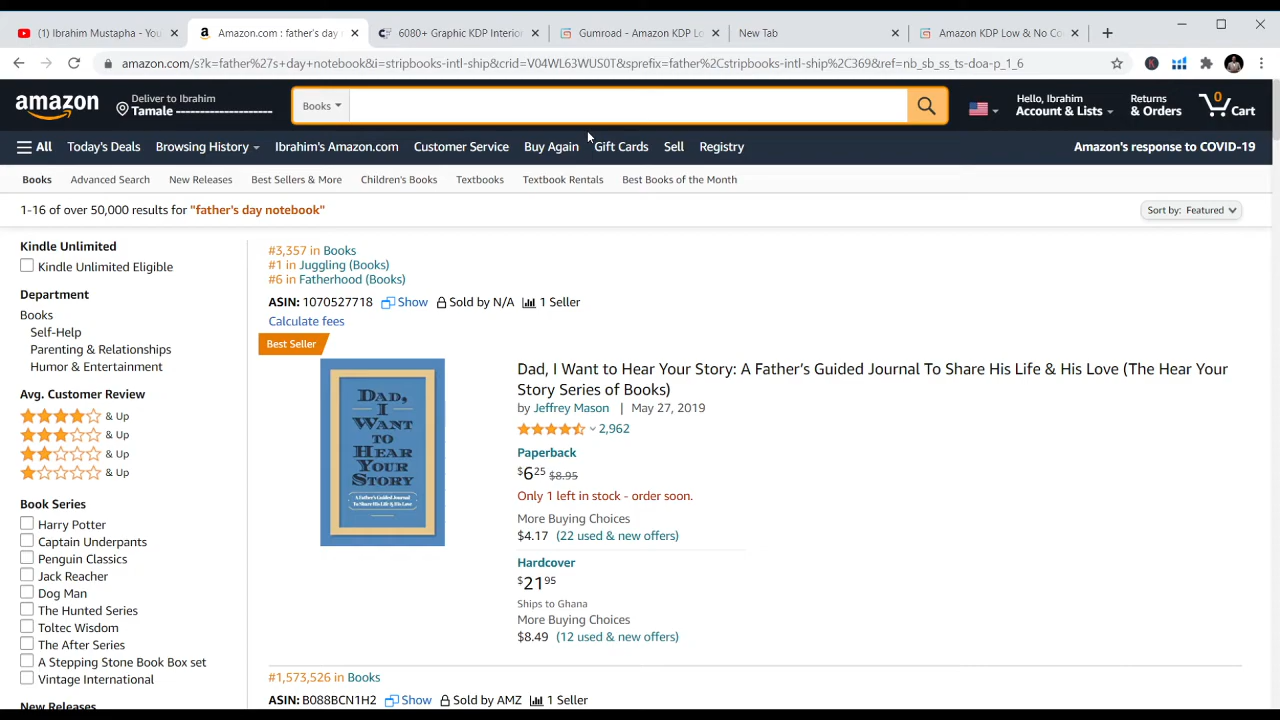 (1) Ibrahim Mustapha - You
Amazon.com : father's day
6080+ Graphic KDP Interior
Gumroad - Amazon KDP Lo
New Tab
Amazon KDP Low & No Co
amazon.com/s?k=father%27s+day+notebook&i=stripbooks-intl-ship&crid=V04WL63WUS0T&sprefix=father%2Cstripbooks-intl-ship%2C369&ref=nb_sb_ss_ts-doa-p_1_6
amazon
Deliver to Ibrahim
Tamale ------------------
Books
Hello, Ibrahim
Account & Lists
Returns
& Orders
0
Cart
All Today's Deals Browsing History Ibrahim's Amazon.com Customer Service Buy Again Gift Cards Sell Registry Amazon's response to COVID-19
Books Advanced Search New Releases Best Sellers & More Children's Books Textbooks Textbook Rentals Best Books of the Month
1-16 of over 50,000 results for "father's day notebook"
Sort by: Featured
Kindle Unlimited
Kindle Unlimited Eligible
Department
Books
Self-Help
Parenting & Relationships
Humor & Entertainment
Avg. Customer Review
& Up
& Up
& Up
& Up
Book Series
Harry Potter
Captain Underpants
Penguin Classics
Jack Reacher
Dog Man
The Hunted Series
Toltec Wisdom
The After Series
A Stepping Stone Book Box set
Vintage International
New Releases
#3,357 in Books
#1 in Juggling (Books)
#6 in Fatherhood (Books)
ASIN: 1070527718 Show Sold by N/A 1 Seller
Calculate fees
Best Seller
DAD,
I
WANT
TO
HEAR
YOUR
STORY
A Father's Guided Journal
To Share His Life & His Love
Dad, I Want to Hear Your Story: A Father's Guided Journal To Share His Life & His Love (The Hear Your
Story Series of Books)
by Jeffrey Mason | May 27, 2019
2,962
Paperback
$6 25 $8.95
Only 1 left in stock - order soon.
More Buying Choices
$4.17 (22 used & new offers)
Hardcover
$21 95
Ships to Ghana
More Buying Choices
$8.49 (12 used & new offers)
#1,573,526 in Books
ASIN: B088BCN1H2 Show Sold by AMZ 1 Seller